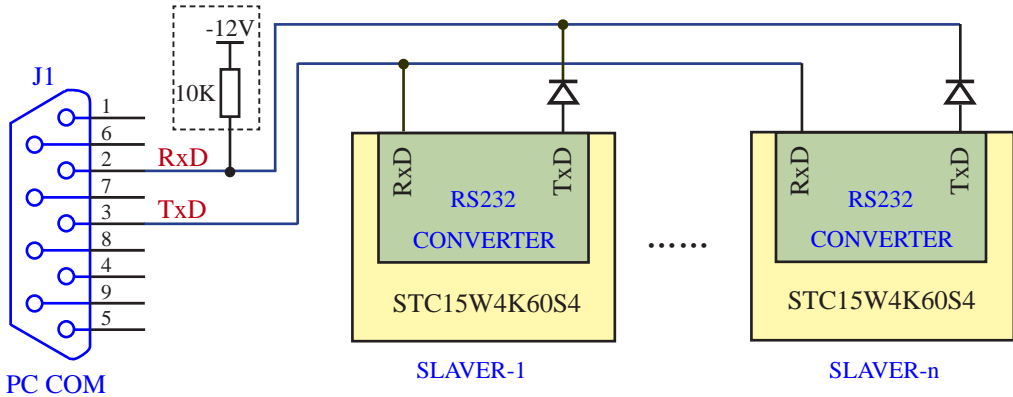 -12V
10K
J1
1
6
2
7
3
8
4
9
5
RxD
TxD
PC COM
RxD
TxD
RS232
CONVERTER
STC15W4K60S4
SLAVER-1
......
RxD
TxD
RS232
CONVERTER
STC15W4K60S4
SLAVER-n